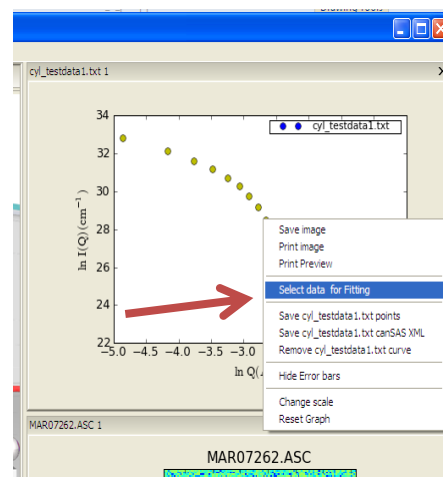 cyl_testdata1.txt 1
x
34
cyl_testdata1.txt
32
30
28
26
24
22
ln I(Q)(cm⁻¹)
−5.0 −4.5 −4.0 −3.5 −3.0
ln Q(
Save image
Print image
Print Preview
Select data for Fitting
Save cyl_testdata1.txt points
Save cyl_testdata1.txt canSAS XML
Remove cyl_testdata1.txt curve
Hide Error bars
Change scale
Reset Graph
MAR07262.ASC 1
MAR07262.ASC